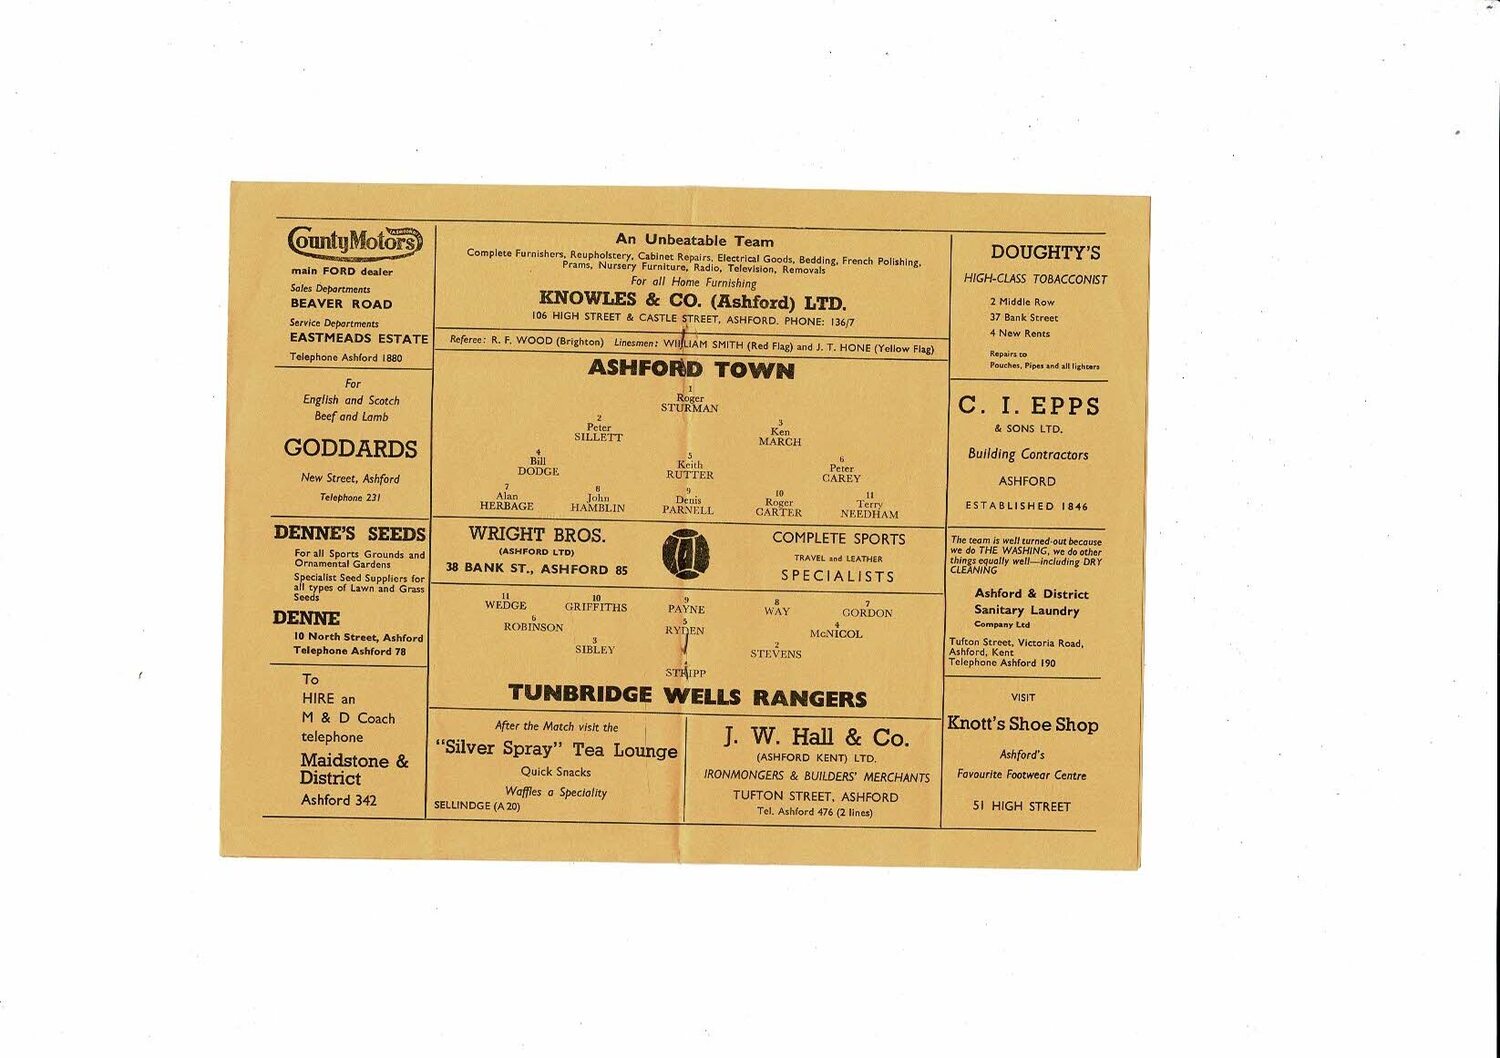 County Motors
main FORD dealer
Sales Departments
BEAVER ROAD
Service Departments
EASTMEADS ESTATE
Telephone Ashford 1880
For
English and Scotch
Beef and Lamb
GODDARDS
New Street, Ashford
Telephone 231
DENNE'S SEEDS
For all Sports Grounds and
Ornamental Gardens
Specialist Seed Suppliers for
all types of Lawn and Grass
Seeds
DENNE
10 North Street, Ashford
Telephone Ashford 78
To
HIRE an
M & D Coach
telephone
Maidstone &
District
Ashford 342
An Unbeatable Team
Complete Furnishers, Reupholstery, Cabinet Repairs, Electrical Goods, Bedding, French Polishing,
Prams, Nursery Furniture, Radio, Television, Removals
For all Home Furnishing
KNOWLES & CO. (Ashford) LTD.
106 HIGH STREET & CASTLE STREET, ASHFORD. PHONE: 136/7
Referee: R. F. WOOD (Brighton) Linesmen: WILLIAM SMITH (Red Flag) and J. T. HONE (Yellow Flag)
ASHFORD TOWN
1
Roger
STURMAN
2 3
Peter Ken
SILLETT MARCH
4 5 6
Bill Keith Peter
DODGE RUTTER CAREY
7 8 9 10 11
Alan John Denis Roger Terry
HERBAGE HAMBLIN PARNELL CARTER NEEDHAM
WRIGHT BROS.
(ASHFORD LTD)
38 BANK ST., ASHFORD 85
COMPLETE SPORTS
TRAVEL and LEATHER
SPECIALISTS
11 10 9 8 7
WEDGE GRIFFITHS PAYNE WAY GORDON
6 5 4
ROBINSON RYDEN McNICOL
3 2
SIBLEY STEVENS
STRIPP
TUNBRIDGE WELLS RANGERS
After the Match visit the
"Silver Spray" Tea Lounge
Quick Snacks
Waffles a Speciality
SELLINDGE (A 20)
J. W. Hall & Co.
(ASHFORD KENT) LTD.
IRONMONGERS & BUILDERS' MERCHANTS
TUFTON STREET, ASHFORD
Tel. Ashford 476 (2 lines)
DOUGHTY'S
HIGH-CLASS TOBACCONIST
2 Middle Row
37 Bank Street
4 New Rents
Repairs to
Pouches, Pipes and all lighters
C. I. EPPS
& SONS LTD.
Building Contractors
ASHFORD
ESTABLISHED 1846
The team is well turned-out because
we do THE WASHING, we do other
things equally well—including DRY
CLEANING
Ashford & District
Sanitary Laundry
Company Ltd
Tufton Street, Victoria Road,
Ashford, Kent
Telephone Ashford 190
VISIT
Knott's Shoe Shop
Ashford's
Favourite Footwear Centre
51 HIGH STREET